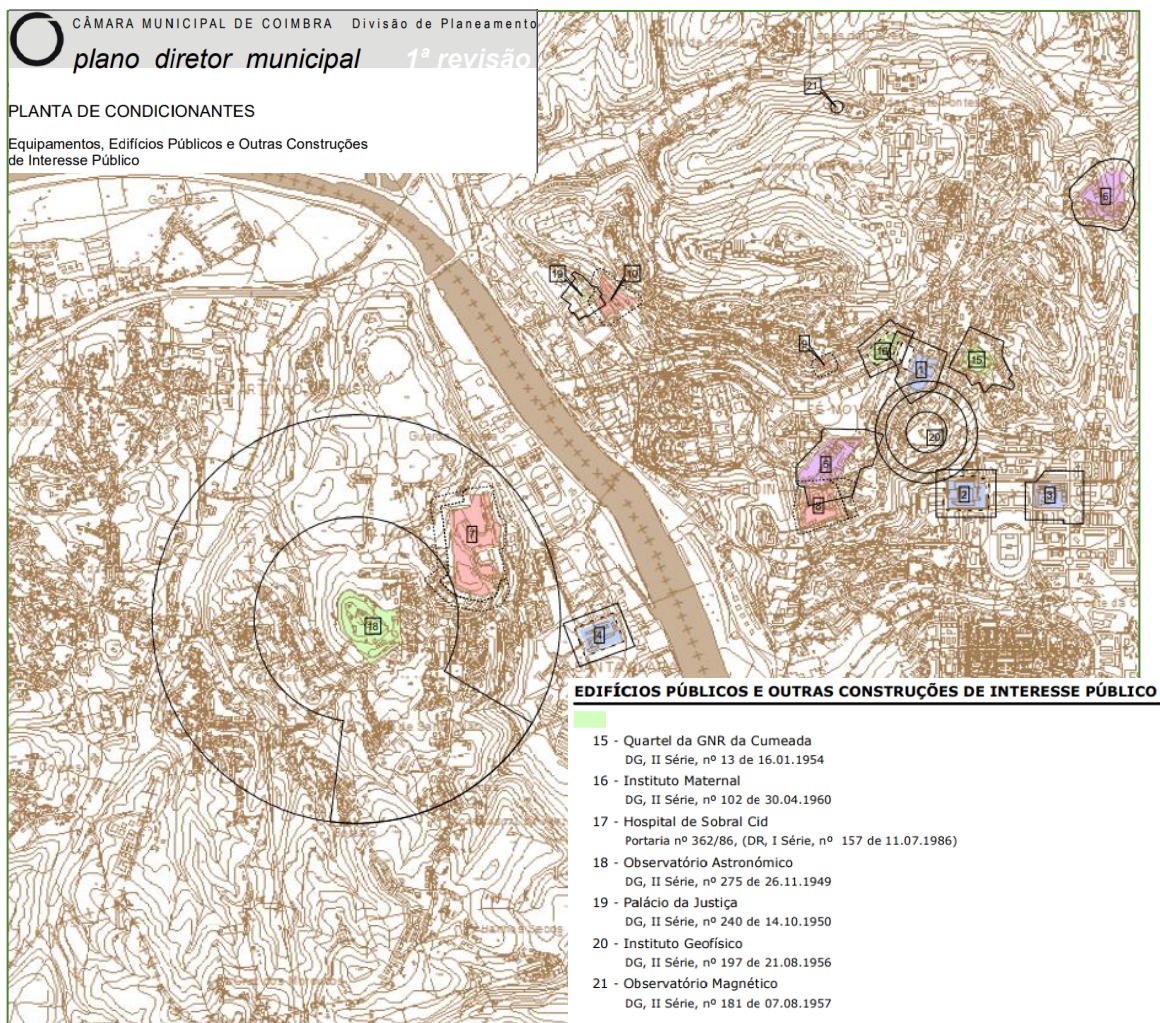 CÂMARA MUNICIPAL DE COIMBRA Divisão de Planeamento
plano diretor municipal 1ª revisão
PLANTA DE CONDICIONANTES
Equipamentos, Edifícios Públicos e Outras Construções
de Interesse Público
21
6
19
10
9
16
1
15
20
5
8
2
3
7
18
4
EDIFÍCIOS PÚBLICOS E OUTRAS CONSTRUÇÕES DE INTERESSE PÚBLICO
15 - Quartel da GNR da Cumeada
DG, II Série, nº 13 de 16.01.1954
16 - Instituto Maternal
DG, II Série, nº 102 de 30.04.1960
17 - Hospital de Sobral Cid
Portaria nº 362/86, (DR, I Série, nº 157 de 11.07.1986)
18 - Observatório Astronómico
DG, II Série, nº 275 de 26.11.1949
19 - Palácio da Justiça
DG, II Série, nº 240 de 14.10.1950
20 - Instituto Geofísico
DG, II Série, nº 197 de 21.08.1956
21 - Observatório Magnético
DG, II Série, nº 181 de 07.08.1957